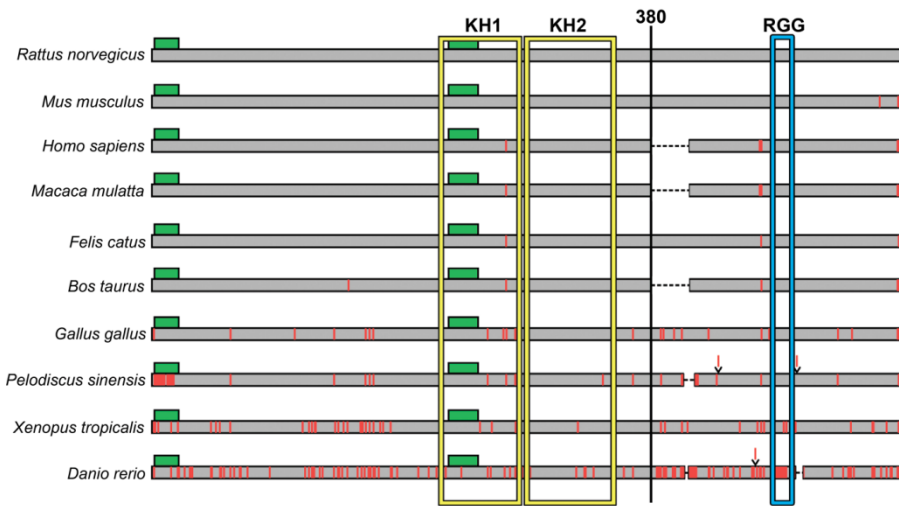 KH1 KH2 380 RGG
Rattus norvegicus
Mus musculus
Homo sapiens
Macaca mulatta
Felis catus
Bos taurus
Gallus gallus
Pelodiscus sinensis
Xenopus tropicalis
Danio rerio